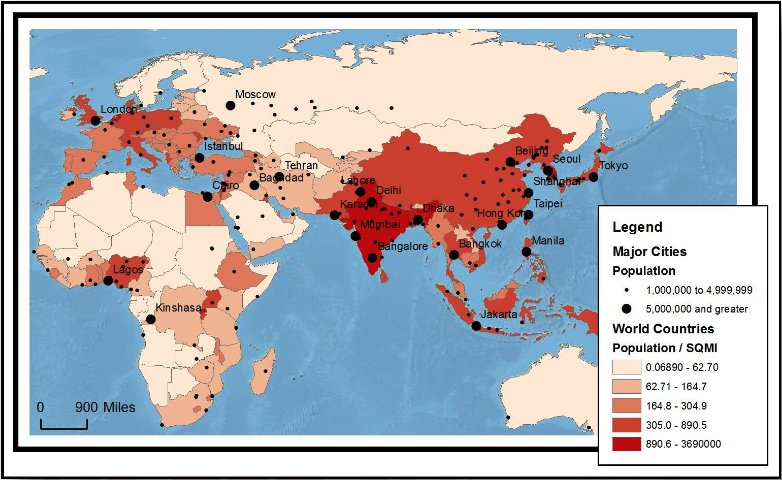 Moscow
London
Istanbul
Tehran
Baghdad
Cairo
Lahore
Delhi
Karachi
Dhaka
Mumbai
Bangalore
Beijing
Seoul
Tokyo
Shanghai
Taipei
Hong Kon
Bangkok
Manila
Lagos
Kinshasa
Jakarta
0 900 Miles
Legend
Major Cities
Population
1,000,000 to 4,999,999
5,000,000 and greater
World Countries
Population / SQMI
0.06890 - 62.70
62.71 - 164.7
164.8 - 304.9
305.0 - 890.5
890.6 - 3690000